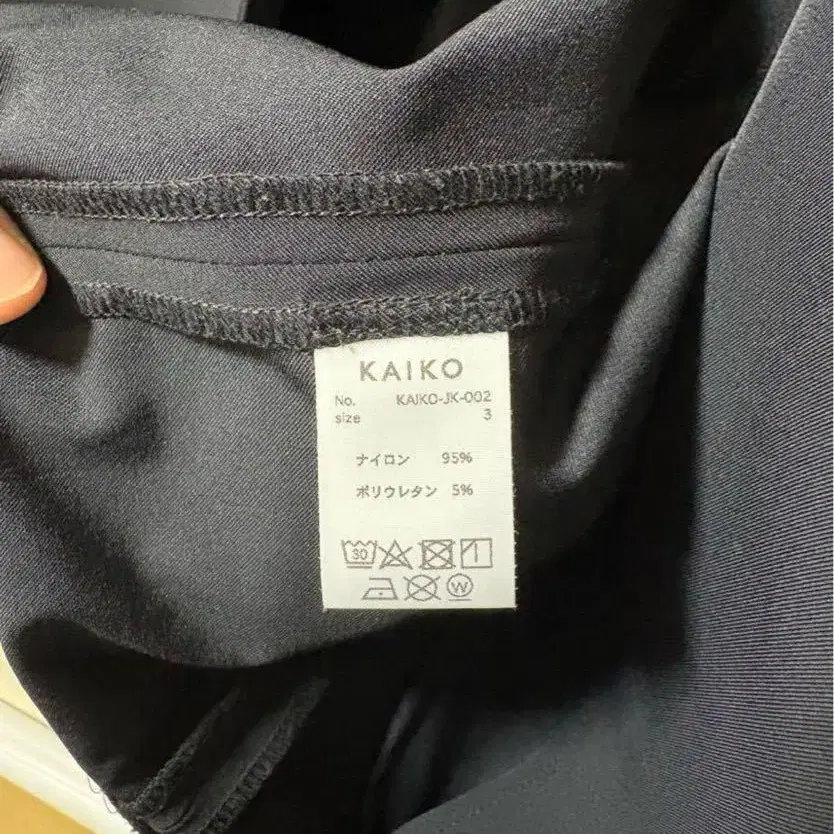 KAIKO
No. KAIKO-JK-002
size 3
ナイロン 95%
ポリウレタン 5%
30
W